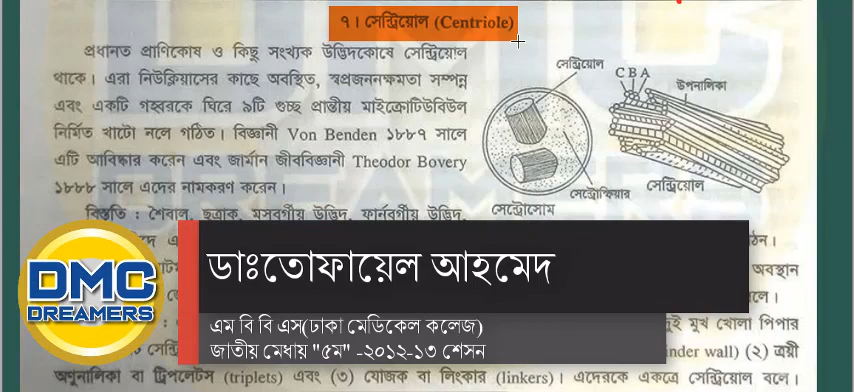 ৭। সেন্ট্রিয়োল (Centriole)
প্রধানত প্রাণিকোষ ও কিছু সংখ্যক উদ্ভিদকোষে সেন্ট্রিয়োল
থাকে। এরা নিউক্লিয়াসের কাছে অবস্থিত, স্বপ্রজননক্ষমতা সম্পন্ন
এবং একটি গহ্বরকে ঘিরে ৯টি গুচ্ছ প্রান্তীয় মাইক্রোটিউবিউল
নির্মিত খাটো নলে গঠিত। বিজ্ঞানী Von Benden ১৮৮৭ সালে
এটি আবিষ্কার করেন এবং জার্মান জীববিজ্ঞানী Theodor Bovery
১৮৮৮ সালে এদের নামকরণ করেন।
বিস্তৃতি : শৈবাল, ছত্রাক, মসবর্গীয় উদ্ভিদ, ফার্নবর্গীয় উদ্ভিদ,
সেন্ট্রিয়োল
C B A
উপনালিকা
সেন্ট্রোস্ফিয়ার
সেন্ট্রিয়োল
সেন্ট্রোসোম
DMC
DREAMERS
ডাঃতোফায়েল আহমেদ
অবস্থান
এম বি বি এস(ঢাকা মেডিকেল কলেজ)
জাতীয় মেধায় "৫ম" -২০১২-১৩ শেসন
দুই মুখ খোলা পিপার
wall) (২) ত্রয়ী
অণুনালিকা বা ট্রিপলেটস (triplets) এবং (৩) যোজক বা লিংকার (linkers)। এদেরকে একত্রে সেন্ট্রিয়োল বলে।